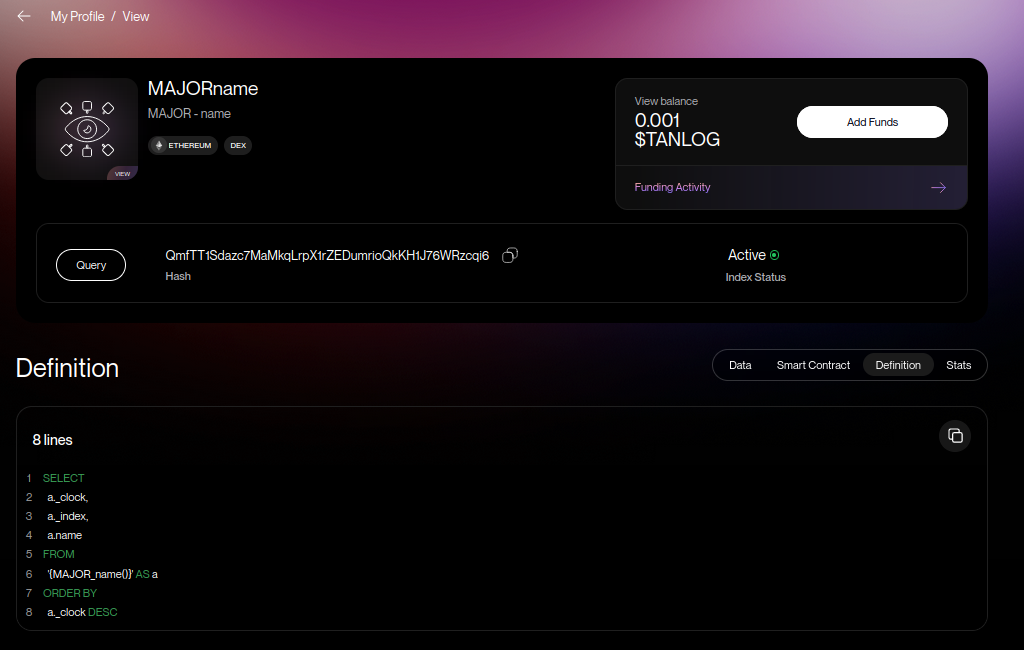 My Profile / View
MAJORname
MAJOR - name
ETHEREUM DEX
VIEW
View balance
0.001
$TANLOG
Add Funds
Funding Activity
Query
QmfTT1Sdazc7MaMkqLrpX1rZEDumrioQkKH1J76WRzcqi6
Hash
Active
Index Status
Definition
Data Smart Contract Definition Stats
8 lines
1 SELECT
2 a._clock,
3 a._index,
4 a.name
5 FROM
6 '{MAJOR_name()}' AS a
7 ORDER BY
8 a._clock DESC